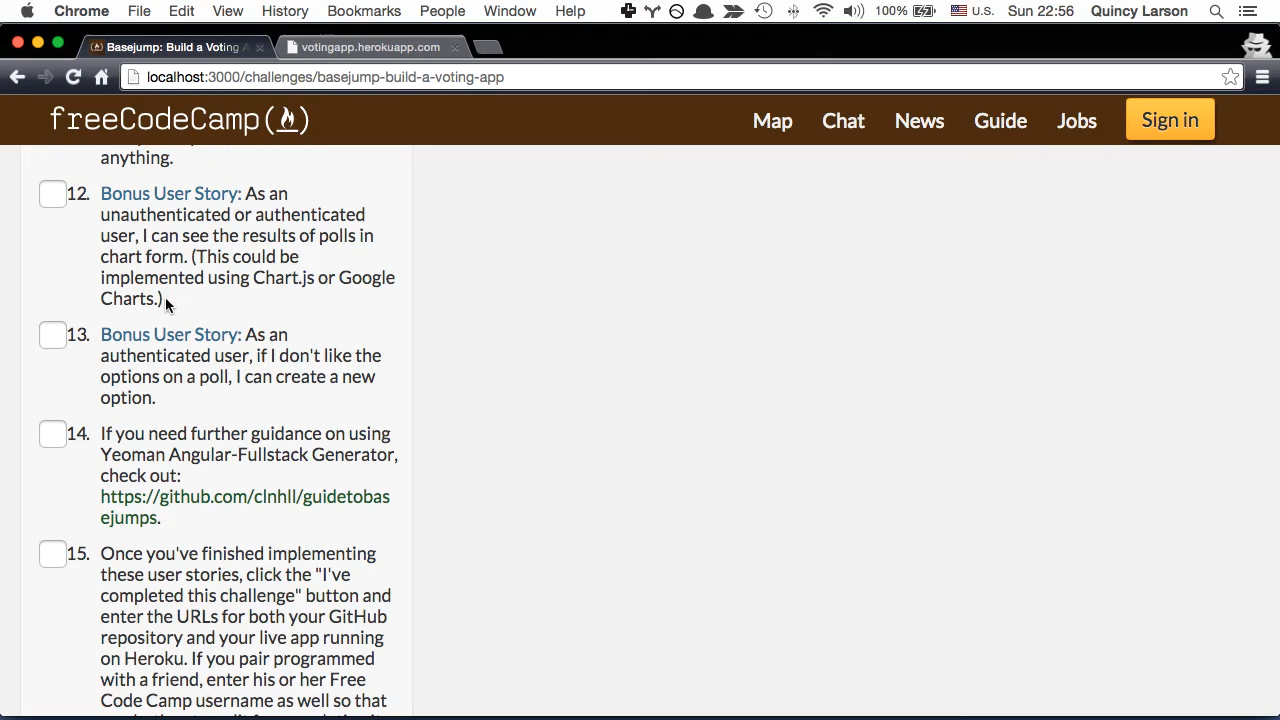 Chrome File Edit View History Bookmarks People Window Help 100% U.S. Sun 22:56 Quincy Larson
Basejump: Build a Voting A votingapp.herokuapp.com
localhost:3000/challenges/basejump-build-a-voting-app
freeCodeCamp Map Chat News Guide Jobs Sign in
anything.
12. Bonus User Story: As an
unauthenticated or authenticated
user, I can see the results of polls in
chart form. (This could be
implemented using Chart.js or Google
Charts.)
13. Bonus User Story: As an
authenticated user, if I don't like the
options on a poll, I can create a new
option.
14. If you need further guidance on using
Yeoman Angular-Fullstack Generator,
check out:
https://github.com/clnhll/guidetobas
ejumps.
15. Once you've finished implementing
these user stories, click the "I've
completed this challenge" button and
enter the URLs for both your GitHub
repository and your live app running
on Heroku. If you pair programmed
with a friend, enter his or her Free
Code Camp username as well so that